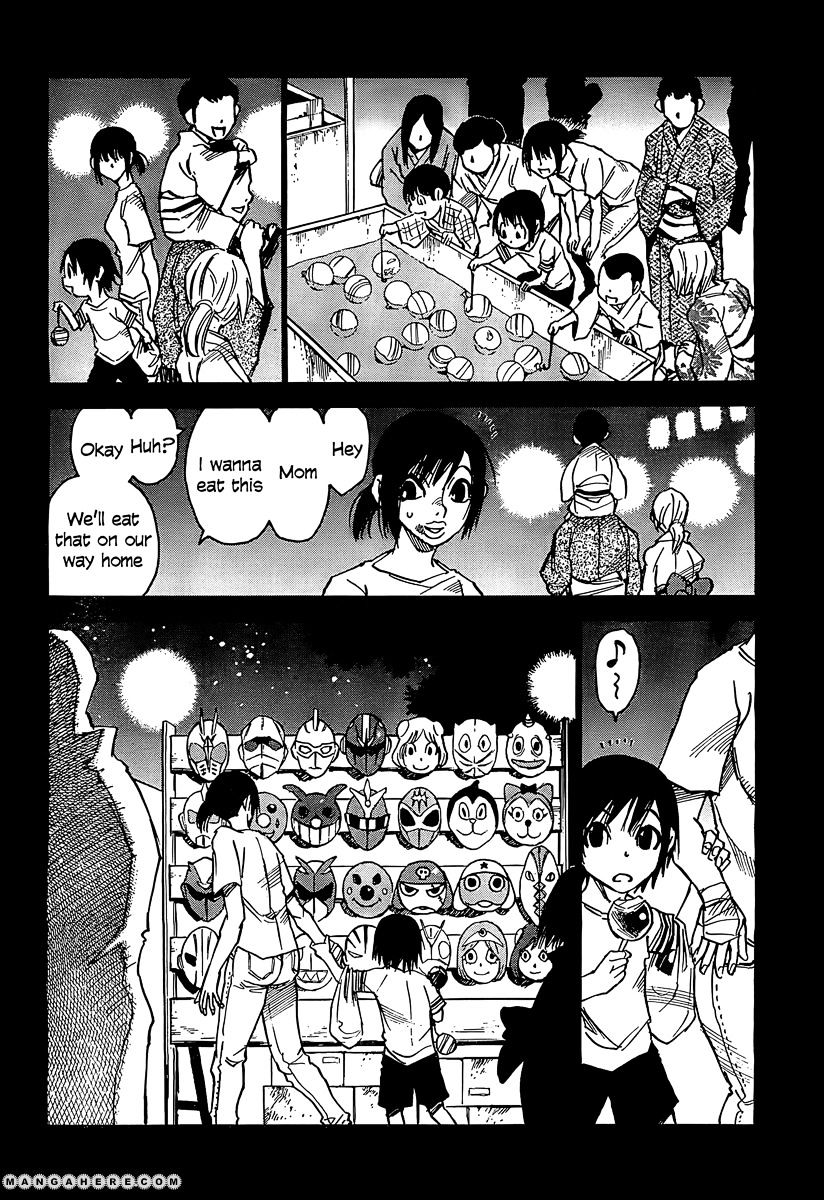 Hey
Mom
I wanna
eat this
Huh?
Okay
We'll eat
that on our
way home
MANGAHERE.COM